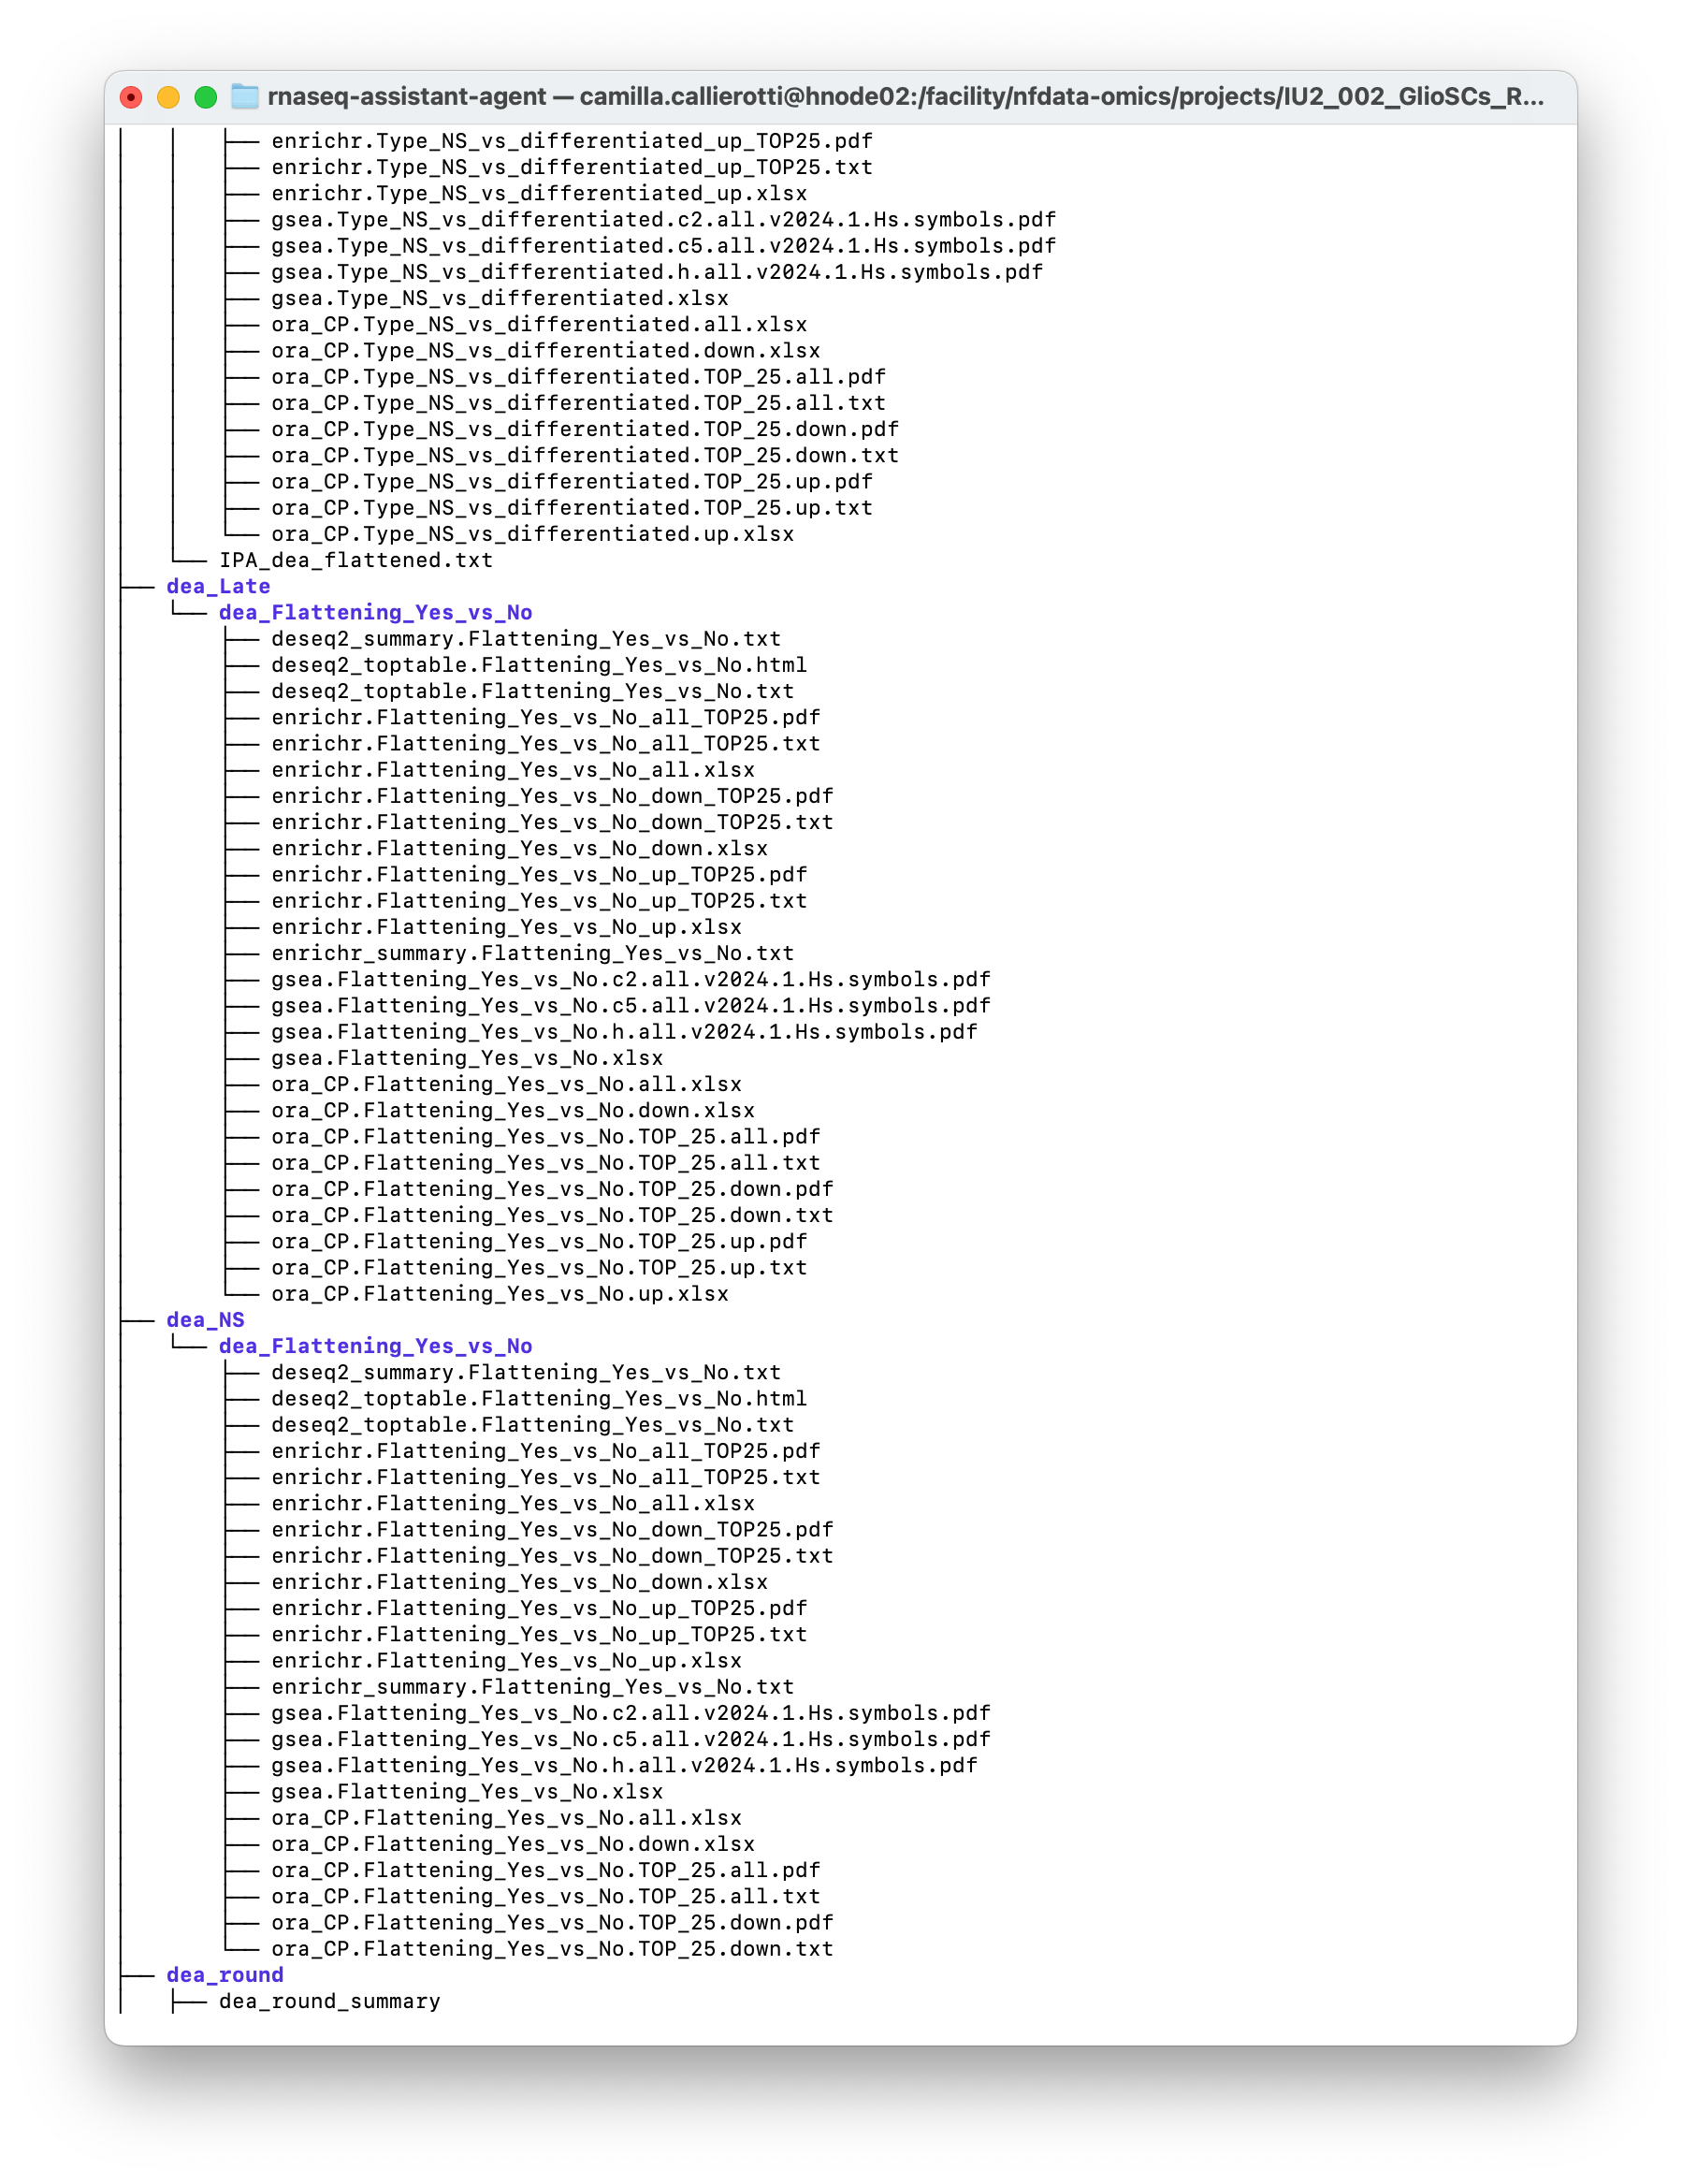 rnaseq-assistant-agent — camilla.callierotti@hnode02:/facility/nfdata-omics/projects/IU2_002_GlioSCs_R...
│   │   ├── enrichr.Type_NS_vs_differentiated_up_TOP25.pdf
│   │   ├── enrichr.Type_NS_vs_differentiated_up_TOP25.txt
│   │   ├── enrichr.Type_NS_vs_differentiated_up.xlsx
│   │   ├── gsea.Type_NS_vs_differentiated.c2.all.v2024.1.Hs.symbols.pdf
│   │   ├── gsea.Type_NS_vs_differentiated.c5.all.v2024.1.Hs.symbols.pdf
│   │   ├── gsea.Type_NS_vs_differentiated.h.all.v2024.1.Hs.symbols.pdf
│   │   ├── gsea.Type_NS_vs_differentiated.xlsx
│   │   ├── ora_CP.Type_NS_vs_differentiated.all.xlsx
│   │   ├── ora_CP.Type_NS_vs_differentiated.down.xlsx
│   │   ├── ora_CP.Type_NS_vs_differentiated.TOP_25.all.pdf
│   │   ├── ora_CP.Type_NS_vs_differentiated.TOP_25.all.txt
│   │   ├── ora_CP.Type_NS_vs_differentiated.TOP_25.down.pdf
│   │   ├── ora_CP.Type_NS_vs_differentiated.TOP_25.down.txt
│   │   ├── ora_CP.Type_NS_vs_differentiated.TOP_25.up.pdf
│   │   ├── ora_CP.Type_NS_vs_differentiated.TOP_25.up.txt
│   │   └── ora_CP.Type_NS_vs_differentiated.up.xlsx
│   └── IPA_dea_flattened.txt
├── dea_Late
│   └── dea_Flattening_Yes_vs_No
│       ├── deseq2_summary.Flattening_Yes_vs_No.txt
│       ├── deseq2_toptable.Flattening_Yes_vs_No.html
│       ├── deseq2_toptable.Flattening_Yes_vs_No.txt
│       ├── enrichr.Flattening_Yes_vs_No_all_TOP25.pdf
│       ├── enrichr.Flattening_Yes_vs_No_all_TOP25.txt
│       ├── enrichr.Flattening_Yes_vs_No_all.xlsx
│       ├── enrichr.Flattening_Yes_vs_No_down_TOP25.pdf
│       ├── enrichr.Flattening_Yes_vs_No_down_TOP25.txt
│       ├── enrichr.Flattening_Yes_vs_No_down.xlsx
│       ├── enrichr.Flattening_Yes_vs_No_up_TOP25.pdf
│       ├── enrichr.Flattening_Yes_vs_No_up_TOP25.txt
│       ├── enrichr.Flattening_Yes_vs_No_up.xlsx
│       ├── enrichr_summary.Flattening_Yes_vs_No.txt
│       ├── gsea.Flattening_Yes_vs_No.c2.all.v2024.1.Hs.symbols.pdf
│       ├── gsea.Flattening_Yes_vs_No.c5.all.v2024.1.Hs.symbols.pdf
│       ├── gsea.Flattening_Yes_vs_No.h.all.v2024.1.Hs.symbols.pdf
│       ├── gsea.Flattening_Yes_vs_No.xlsx
│       ├── ora_CP.Flattening_Yes_vs_No.all.xlsx
│       ├── ora_CP.Flattening_Yes_vs_No.down.xlsx
│       ├── ora_CP.Flattening_Yes_vs_No.TOP_25.all.pdf
│       ├── ora_CP.Flattening_Yes_vs_No.TOP_25.all.txt
│       ├── ora_CP.Flattening_Yes_vs_No.TOP_25.down.pdf
│       ├── ora_CP.Flattening_Yes_vs_No.TOP_25.down.txt
│       ├── ora_CP.Flattening_Yes_vs_No.TOP_25.up.pdf
│       ├── ora_CP.Flattening_Yes_vs_No.TOP_25.up.txt
│       └── ora_CP.Flattening_Yes_vs_No.up.xlsx
├── dea_NS
│   └── dea_Flattening_Yes_vs_No
│       ├── deseq2_summary.Flattening_Yes_vs_No.txt
│       ├── deseq2_toptable.Flattening_Yes_vs_No.html
│       ├── deseq2_toptable.Flattening_Yes_vs_No.txt
│       ├── enrichr.Flattening_Yes_vs_No_all_TOP25.pdf
│       ├── enrichr.Flattening_Yes_vs_No_all_TOP25.txt
│       ├── enrichr.Flattening_Yes_vs_No_all.xlsx
│       ├── enrichr.Flattening_Yes_vs_No_down_TOP25.pdf
│       ├── enrichr.Flattening_Yes_vs_No_down_TOP25.txt
│       ├── enrichr.Flattening_Yes_vs_No_down.xlsx
│       ├── enrichr.Flattening_Yes_vs_No_up_TOP25.pdf
│       ├── enrichr.Flattening_Yes_vs_No_up_TOP25.txt
│       ├── enrichr.Flattening_Yes_vs_No_up.xlsx
│       ├── enrichr_summary.Flattening_Yes_vs_No.txt
│       ├── gsea.Flattening_Yes_vs_No.c2.all.v2024.1.Hs.symbols.pdf
│       ├── gsea.Flattening_Yes_vs_No.c5.all.v2024.1.Hs.symbols.pdf
│       ├── gsea.Flattening_Yes_vs_No.h.all.v2024.1.Hs.symbols.pdf
│       ├── gsea.Flattening_Yes_vs_No.xlsx
│       ├── ora_CP.Flattening_Yes_vs_No.all.xlsx
│       ├── ora_CP.Flattening_Yes_vs_No.down.xlsx
│       ├── ora_CP.Flattening_Yes_vs_No.TOP_25.all.pdf
│       ├── ora_CP.Flattening_Yes_vs_No.TOP_25.all.txt
│       ├── ora_CP.Flattening_Yes_vs_No.TOP_25.down.pdf
│       └── ora_CP.Flattening_Yes_vs_No.TOP_25.down.txt
├── dea_round
│   ├── dea_round_summary